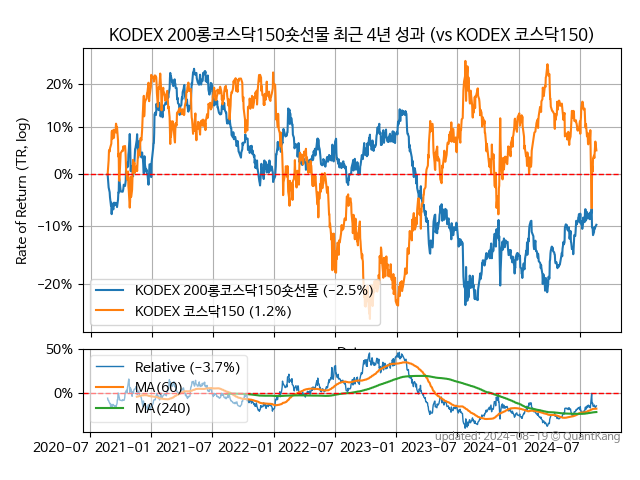 KODEX 200롱코스닥150숏선물 최근 4년 성과 (vs KODEX 코스닥150)
Rate of Return (TR, log)
20%
10%
0%
−10%
−20%
KODEX 200롱코스닥150숏선물 (−2.5%)
KODEX 코스닥150 (1.2%)
50%
0%
Relative (−3.7%)
MA(60)
MA(240)
2020-07 2021-01 2021-07 2022-01 2022-07 2023-01 2023-07 2024-01 2024-07
updated: 2024-08-19 © QuantKang